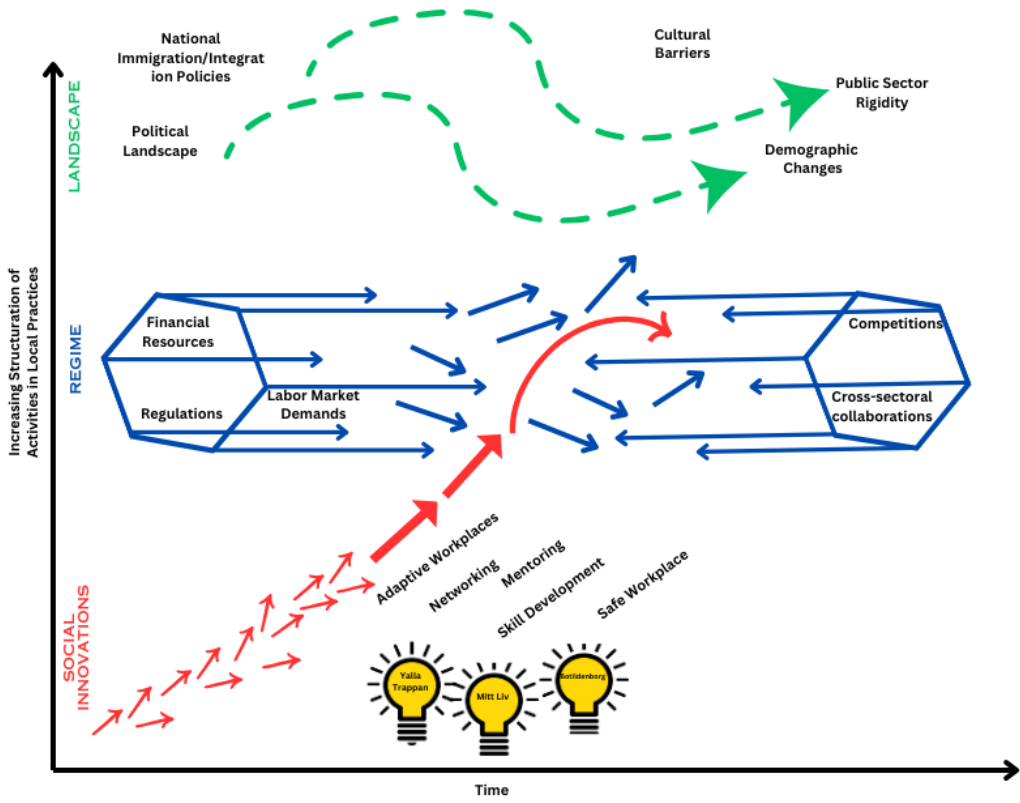 National
Immigration/Integrat
ion Policies
Cultural
Barriers
Public Sector
Rigidity
Political
Landscape
Demographic
Changes
LANDSCAPE
Increasing Structuration of
Activities in Local Practices
REGIME
Financial
Resources
Regulations
Labor Market
Demands
Competitions
Cross-sectoral
collaborations
SOCIAL
INNOVATIONS
Adaptive Workplaces
Networking
Mentoring
Skill Development
Safe Workplace
Yalla
Trappan
Mitt Liv
Botildenborg
Time